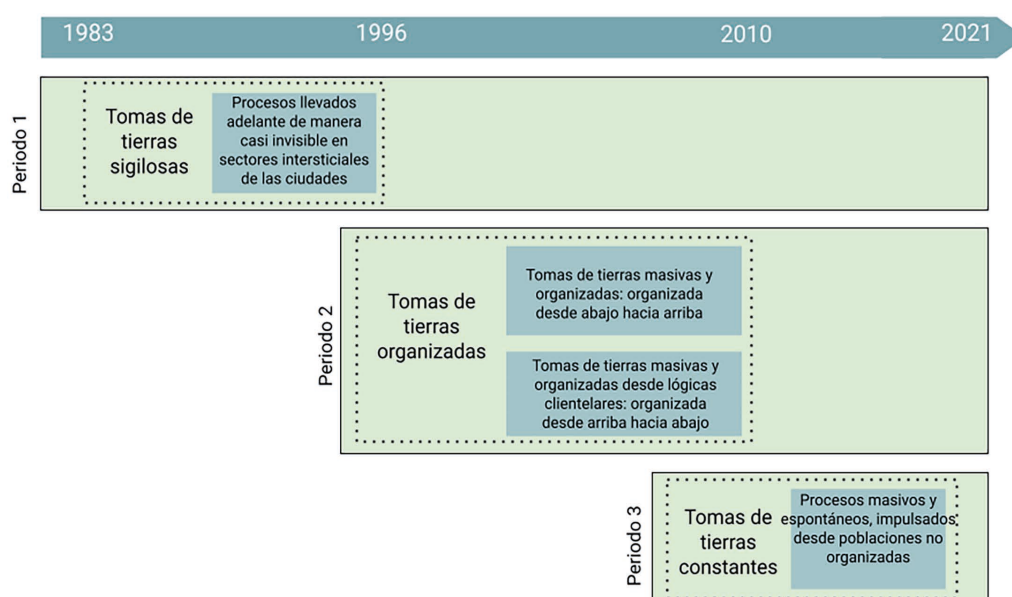 1983 1996 2010 2021
Periodo 1
Tomas de
tierras
sigilosas
Procesos llevados
adelante de manera
casi invisible en
sectores intersticiales
de las ciudades
Periodo 2
Tomas de
tierras
organizadas
Tomas de tierras masivas y
organizadas: organizada
desde abajo hacia arriba
Tomas de tierras masivas y
organizadas desde lógicas
clientelares: organizada
desde arriba hacia abajo
Periodo 3
Tomas de
tierras
constantes
Procesos masivos y
espontáneos, impulsados
desde poblaciones no
organizadas